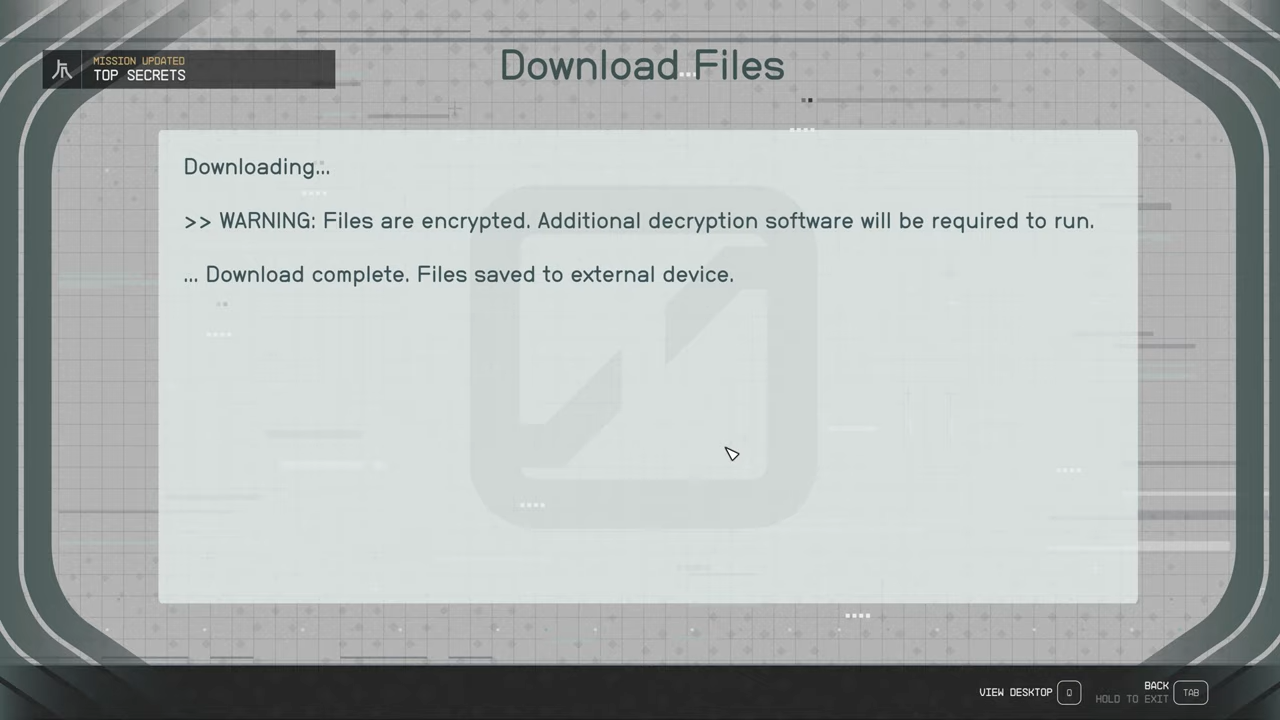 MISSION UPDATED
TOP SECRETS
Download Files
Downloading...
>> WARNING: Files are encrypted. Additional decryption software will be required to run.
... Download complete. Files saved to external device.
VIEW DESKTOP Q
BACK
HOLD TO EXIT TAB